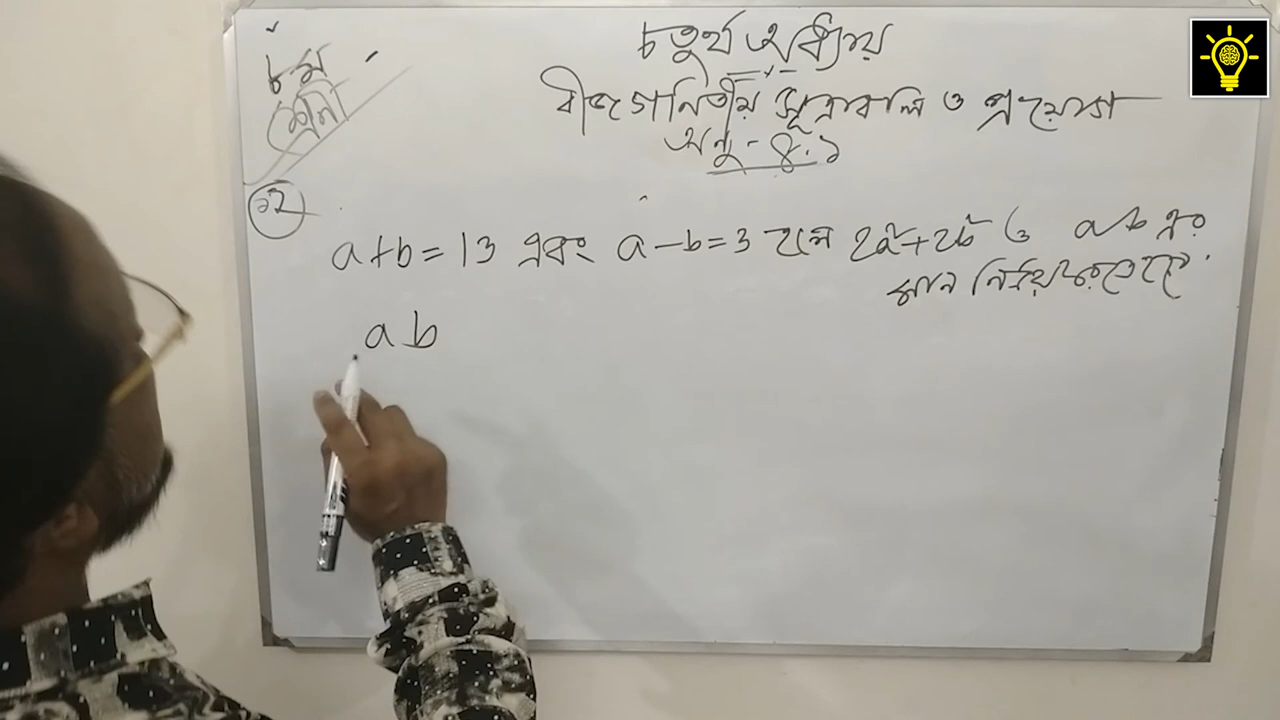 ৮ম
শ্রেণী
চতুর্থ অধ্যায়
বীজগানিতীয় সূত্রাবলি ও প্রয়োগ
অনু - ৪.১
১২
a+b=13 এবং a-b=3 হলে 2a²+2b² ও ab এর
মান নির্ণয় করতে হবে।
ab